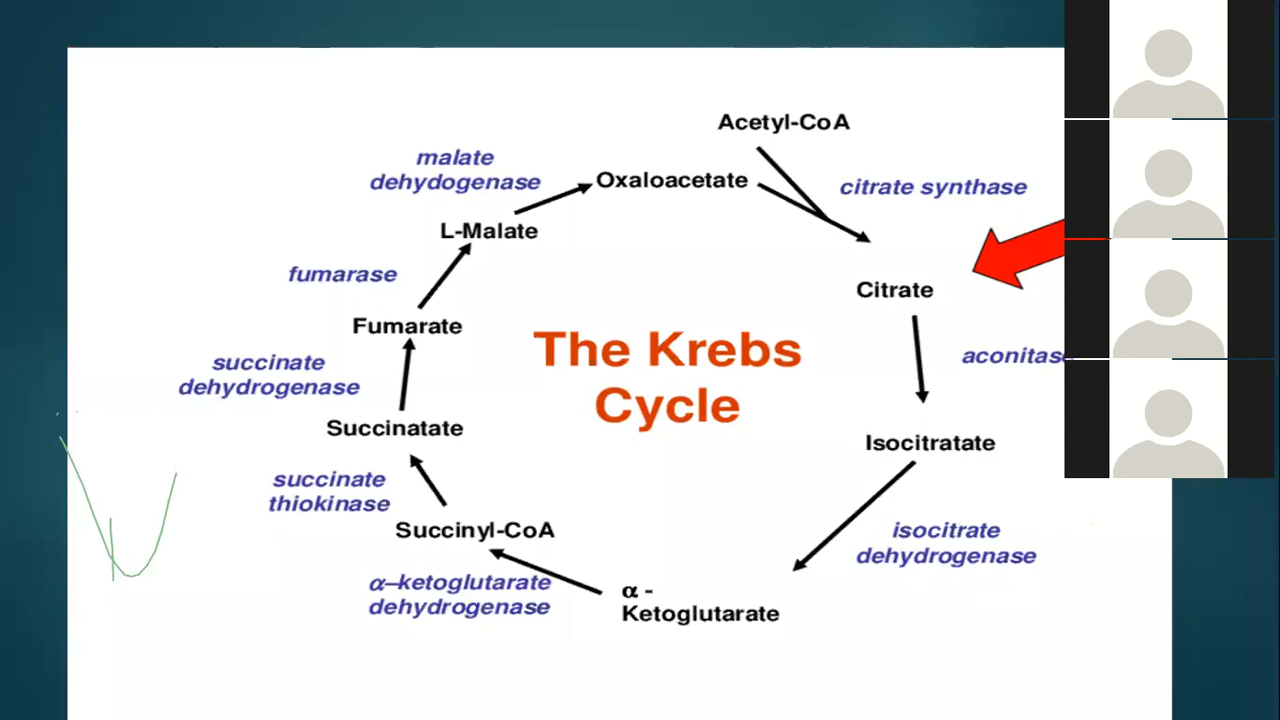 Acetyl-CoA
malate
dehydogenase
Oxaloacetate
citrate synthase
L-Malate
fumarase
Citrate
Fumarate
The Krebs
Cycle
succinate
dehydrogenase
aconitase
Succinatate
Isocitratate
succinate
thiokinase
Succinyl-CoA
isocitrate
dehydrogenase
α–ketoglutarate
dehydrogenase
α -
Ketoglutarate